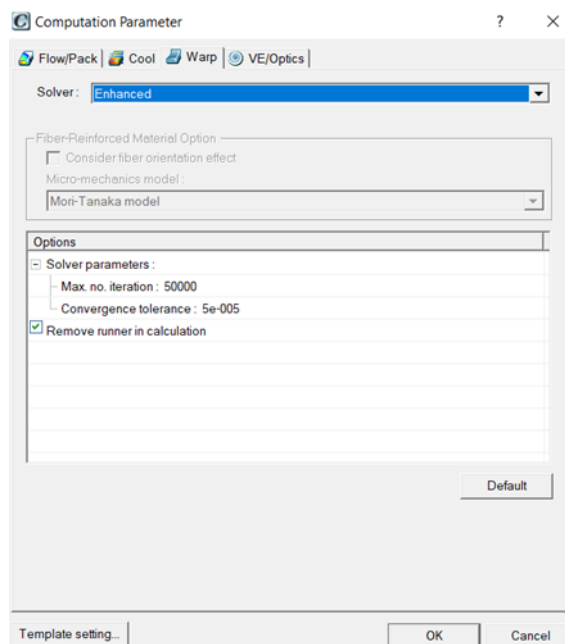 Computation Parameter
Flow/Pack Cool Warp VE/Optics
Solver: Enhanced
Fiber-Reinforced Material Option
Consider fiber orientation effect
Micro-mechanics model :
Mori-Tanaka model
Options
Solver parameters :
Max. no. iteration : 50000
Convergence tolerance : 5e-005
Remove runner in calculation
Default
Template setting... OK Cancel